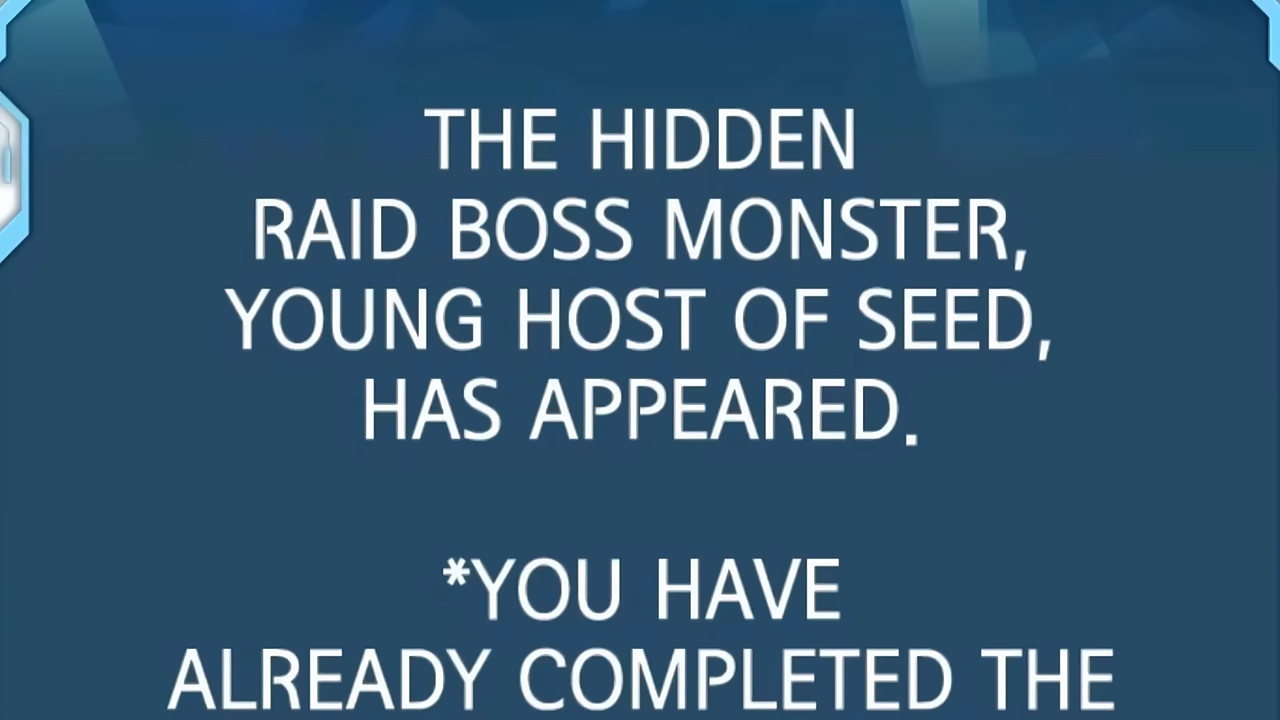 THE HIDDEN
RAID BOSS MONSTER,
YOUNG HOST OF SEED,
HAS APPEARED.
*YOU HAVE
ALREADY COMPLETED THE